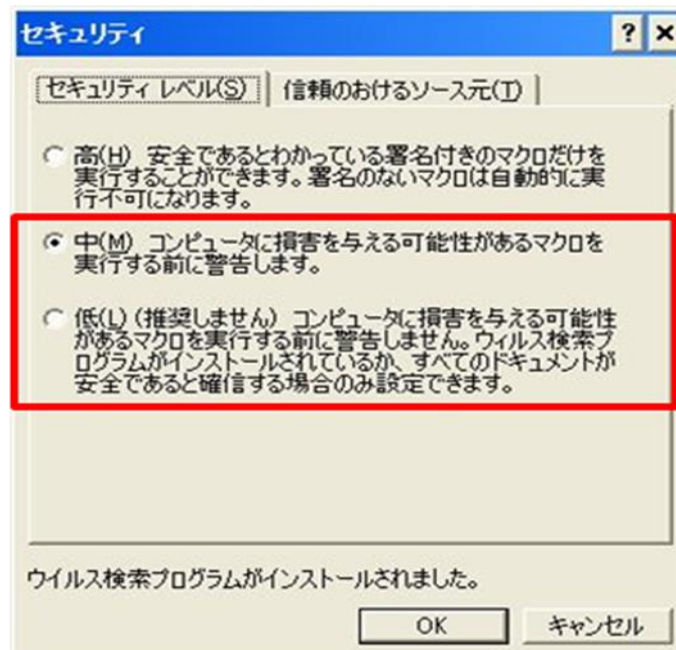 セキュリティ
セキュリティ レベル(S)
信頼のおけるソース元(T)
高(H) 安全であるとわかっている署名付きのマクロだけを
実行することができます。署名のないマクロは自動的に実
行不可になります。
中(M) コンピュータに損害を与える可能性があるマクロを
実行する前に警告します。
低(L) (推奨しません) コンピュータに損害を与える可能性
があるマクロを実行する前に警告しません。ウィルス検索プ
ログラムがインストールされているか、すべてのドキュメントが
安全であると確信する場合のみ設定できます。
ウイルス検索プログラムがインストールされました。
OK
キャンセル